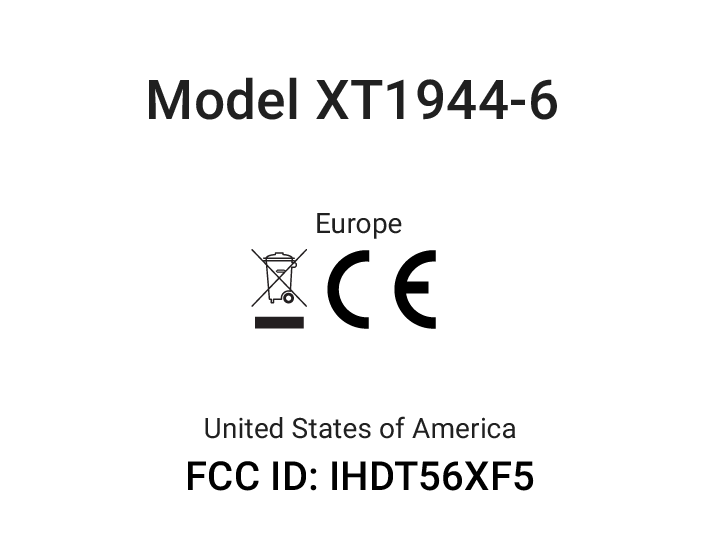 Model XT1944-6
Europe
CE
United States of America
FCC ID: IHDT56XF5